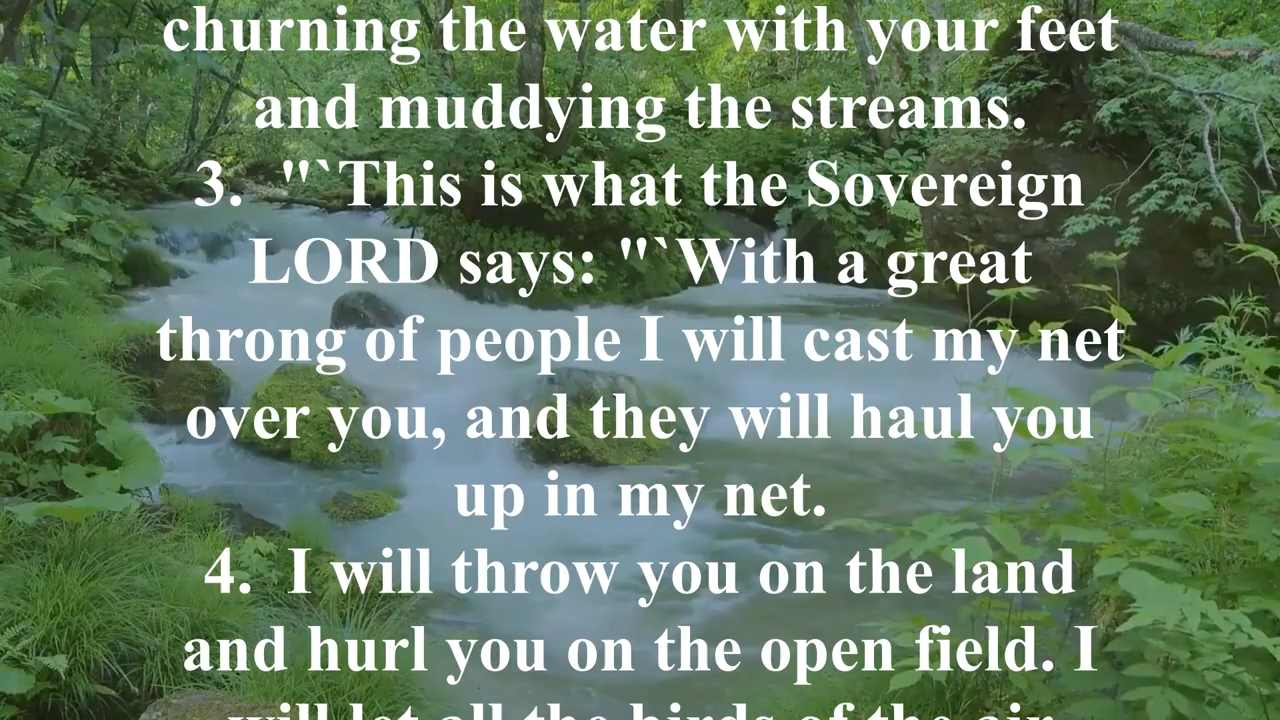 churning the water with your feet
and muddying the streams.
3.  "`This is what the Sovereign
LORD says: "`With a great
throng of people I will cast my net
over you, and they will haul you
up in my net.
4.  I will throw you on the land
and hurl you on the open field. I
will let all the birds of the air